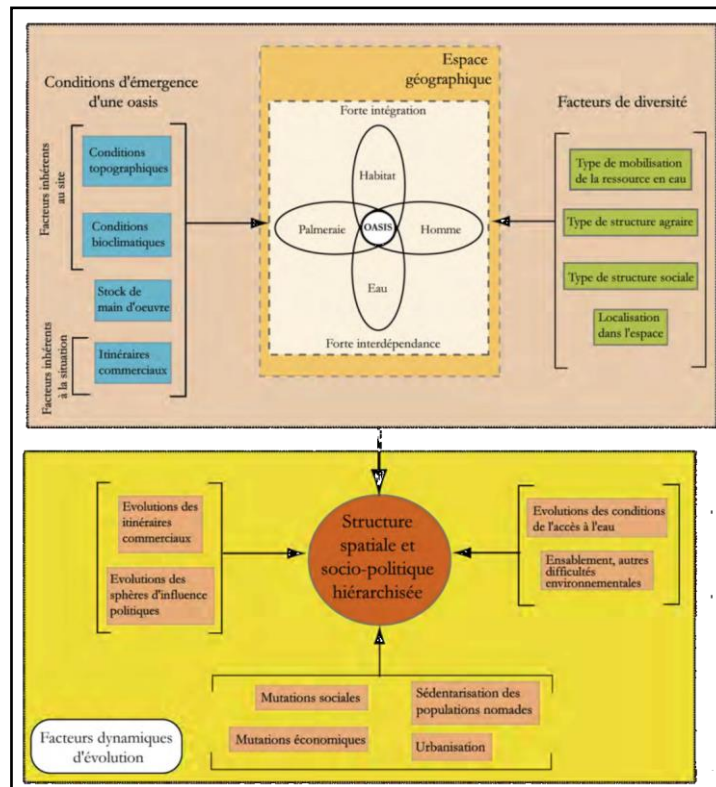 Conditions d'émergence
d'une oasis
Facteurs inhérents
au site
Conditions
topographiques
Conditions
bioclimatiques
Stock de
main d'oeuvre
Facteurs inhérents
à la situation
Itinéraires
commerciaux
Espace
géographique
Forte intégration
Habitat
Palmeraie
OASIS
Homme
Eau
Forte interdépendance
Facteurs de diversité
Type de mobilisation
de la ressource en eau
Type de structure agraire
Type de structure sociale
Localisation
dans l'espace
Evolutions des
itinéraires
commerciaux
Evolutions des
sphères d'influence
politiques
Structure
spatiale et
socio-politique
hiérarchisée
Evolutions des conditions
de l'accès à l'eau
Ensablement, autres
difficultés
environnementales
Mutations sociales
Mutations économiques
Sédentarisation des
populations nomades
Urbanisation
Facteurs dynamiques
d'évolution